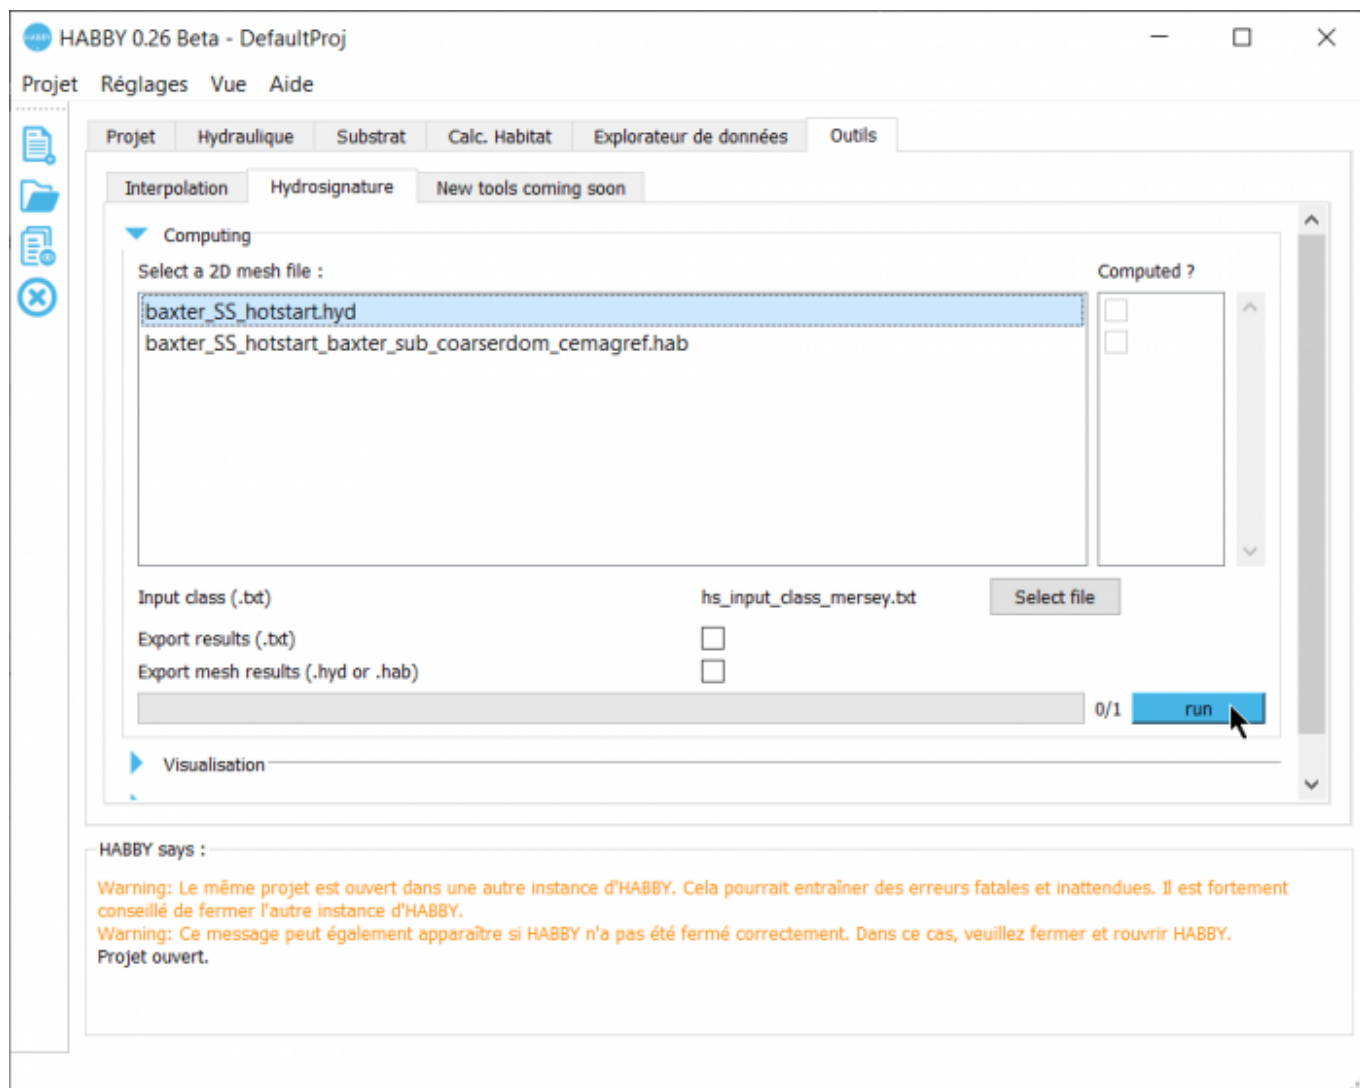 HABBY 0.26 Beta - DefaultProj
Projet Réglages Vue Aide
Projet Hydraulique Substrat Calc. Habitat Explorateur de données Outils
Interpolation Hydrosignature New tools coming soon
Computing
Select a 2D mesh file : Computed ?
baxter_SS_hotstart.hyd
baxter_SS_hotstart_baxter_sub_coarserdom_cemagref.hab
Input class (.txt) hs_input_class_mersey.txt Select file
Export results (.txt)
Export mesh results (.hyd or .hab)
0/1 run
Visualisation
HABBY says :
Warning: Le même projet est ouvert dans une autre instance d'HABBY. Cela pourrait entraîner des erreurs fatales et inattendues. Il est fortement
conseillé de fermer l'autre instance d'HABBY.
Warning: Ce message peut également apparaître si HABBY n'a pas été fermé correctement. Dans ce cas, veuillez fermer et rouvrir HABBY.
Projet ouvert.